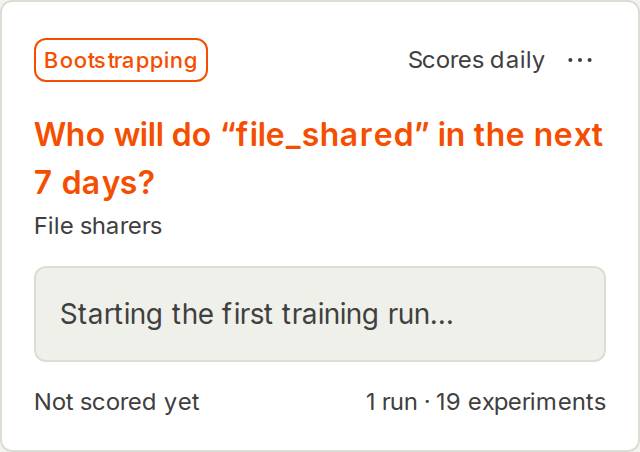 Bootstrapping
Scores daily ···
Who will do “file_shared” in the next
7 days?
File sharers
Starting the first training run...
Not scored yet
1 run · 19 experiments